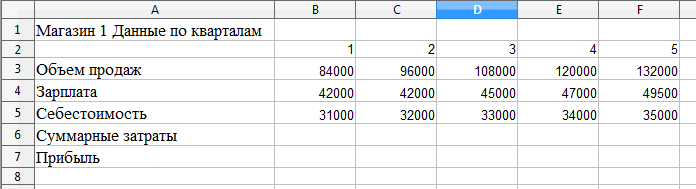 A B C D E F
1 Магазин 1 Данные по кварталам
2 1 2 3 4 5
3 Объем продаж 84000 96000 108000 120000 132000
4 Зарплата 42000 42000 45000 47000 49500
5 Себестоимость 31000 32000 33000 34000 35000
6 Суммарные затраты
7 Прибыль
8